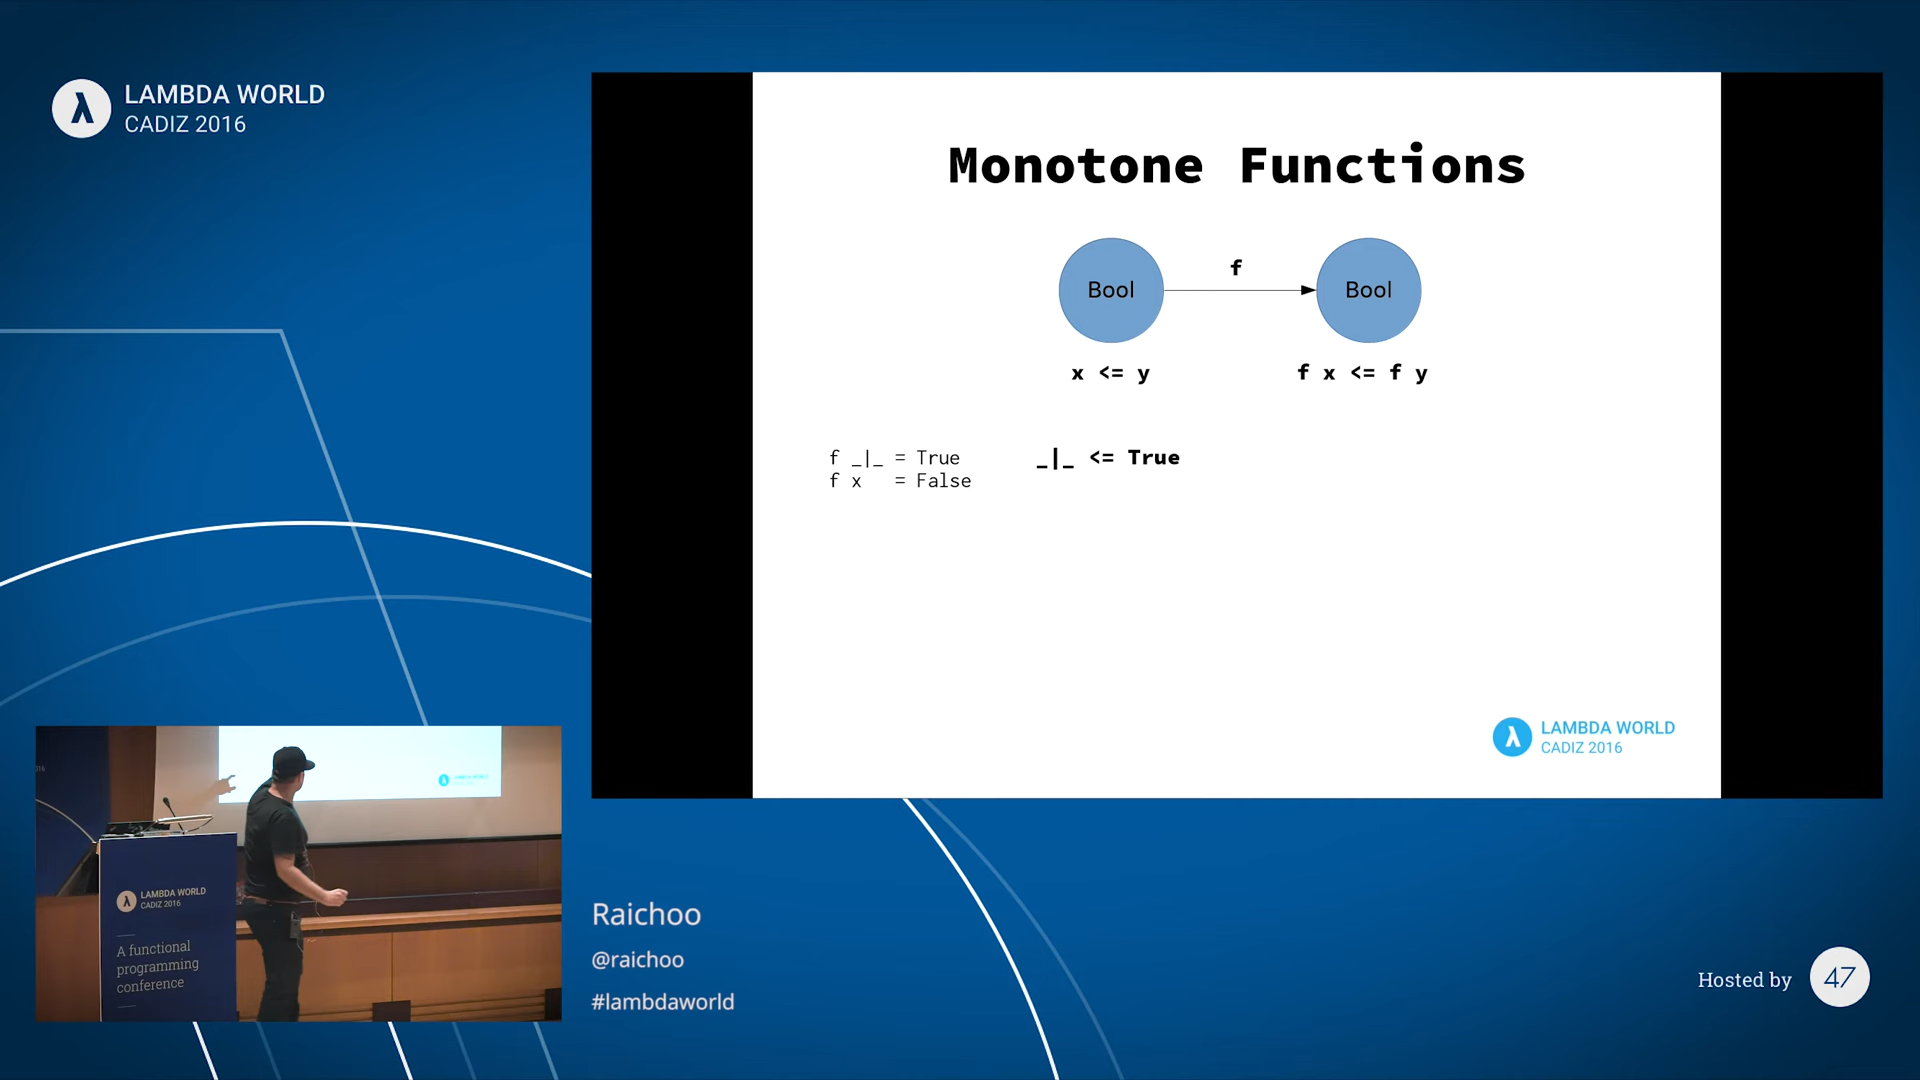 λ LAMBDA WORLD
CADIZ 2016
Monotone Functions
f
Bool
Bool
x <= y
f x <= f y
f _|_ = True
f x   = False
_|_ <= True
λ LAMBDA WORLD
CADIZ 2016
λ LAMBDA WORLD
CADIZ 2016
A functional
programming
conference
Raichoo
@raichoo
#lambdaworld
Hosted by 47